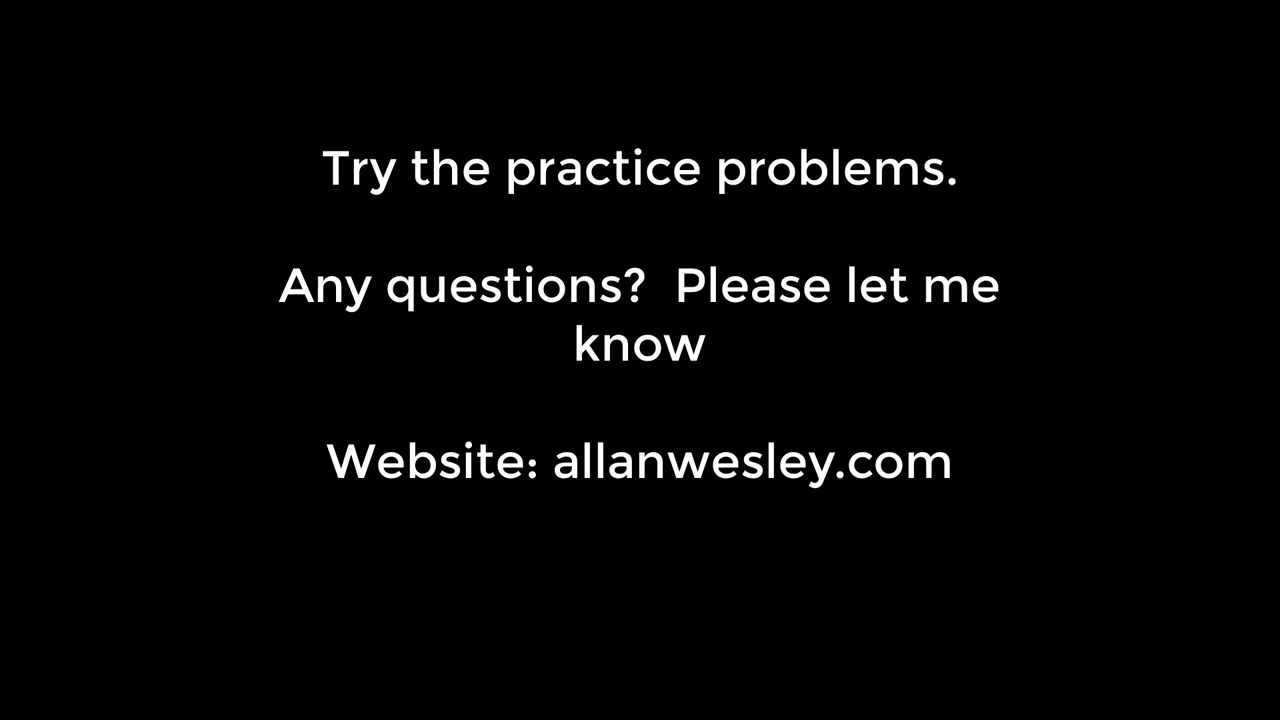 Try the practice problems.
Any questions?  Please let me
know
Website: allanwesley.com